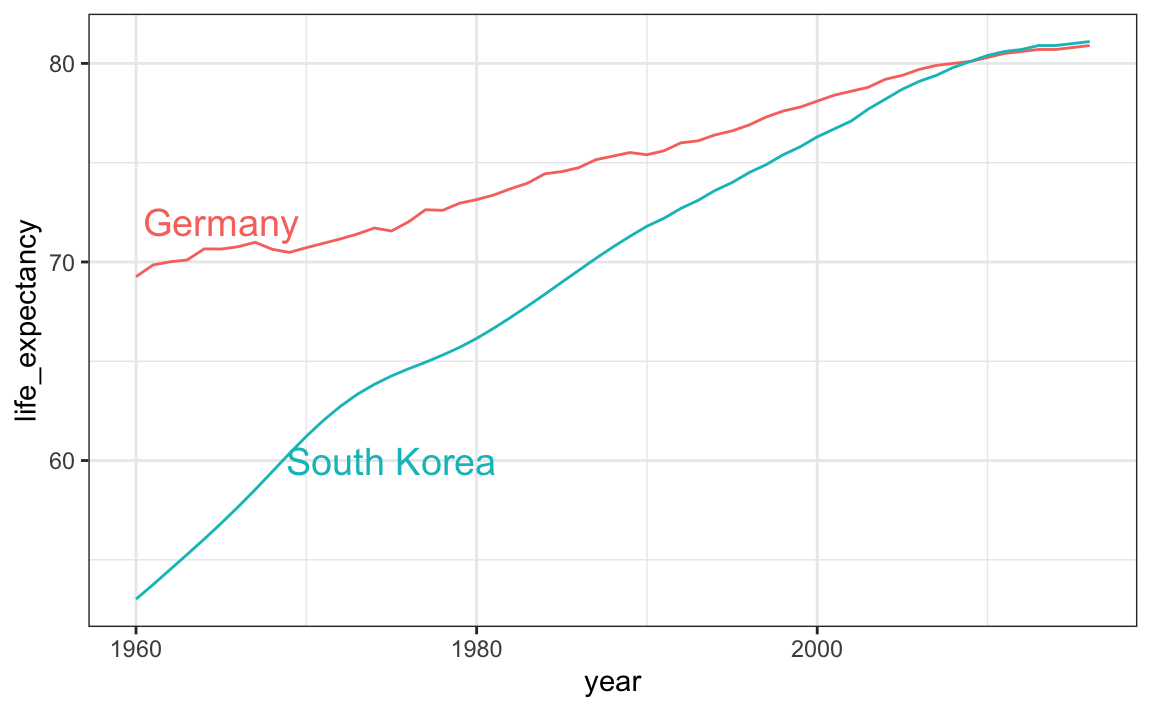 80
70
60
life_expectancy
Germany
South Korea
1960 1980 2000
year